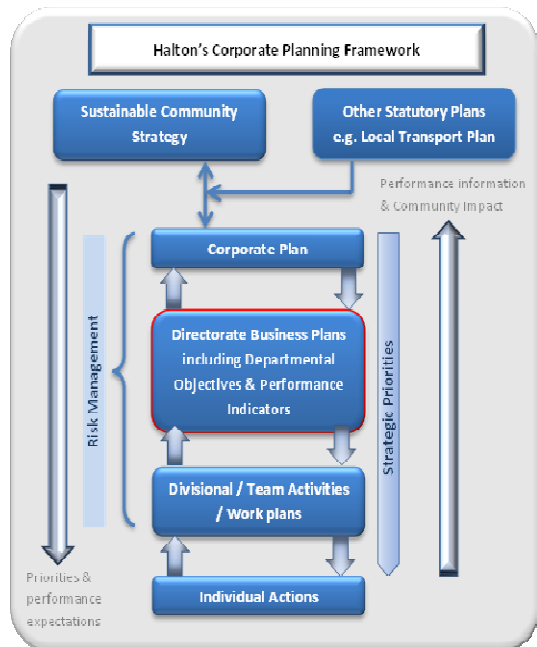 Halton's Corporate Planning Framework
Sustainable Community
Strategy
Other Statutory Plans
e.g. Local Transport Plan
Performance information
& Community Impact
Corporate Plan
Directorate Business Plans
including Departmental
Objectives & Performance
Indicators
Risk Management
Strategic Priorities
Divisional / Team Activities
/ Work plans
Individual Actions
Priorities &
performance
expectations